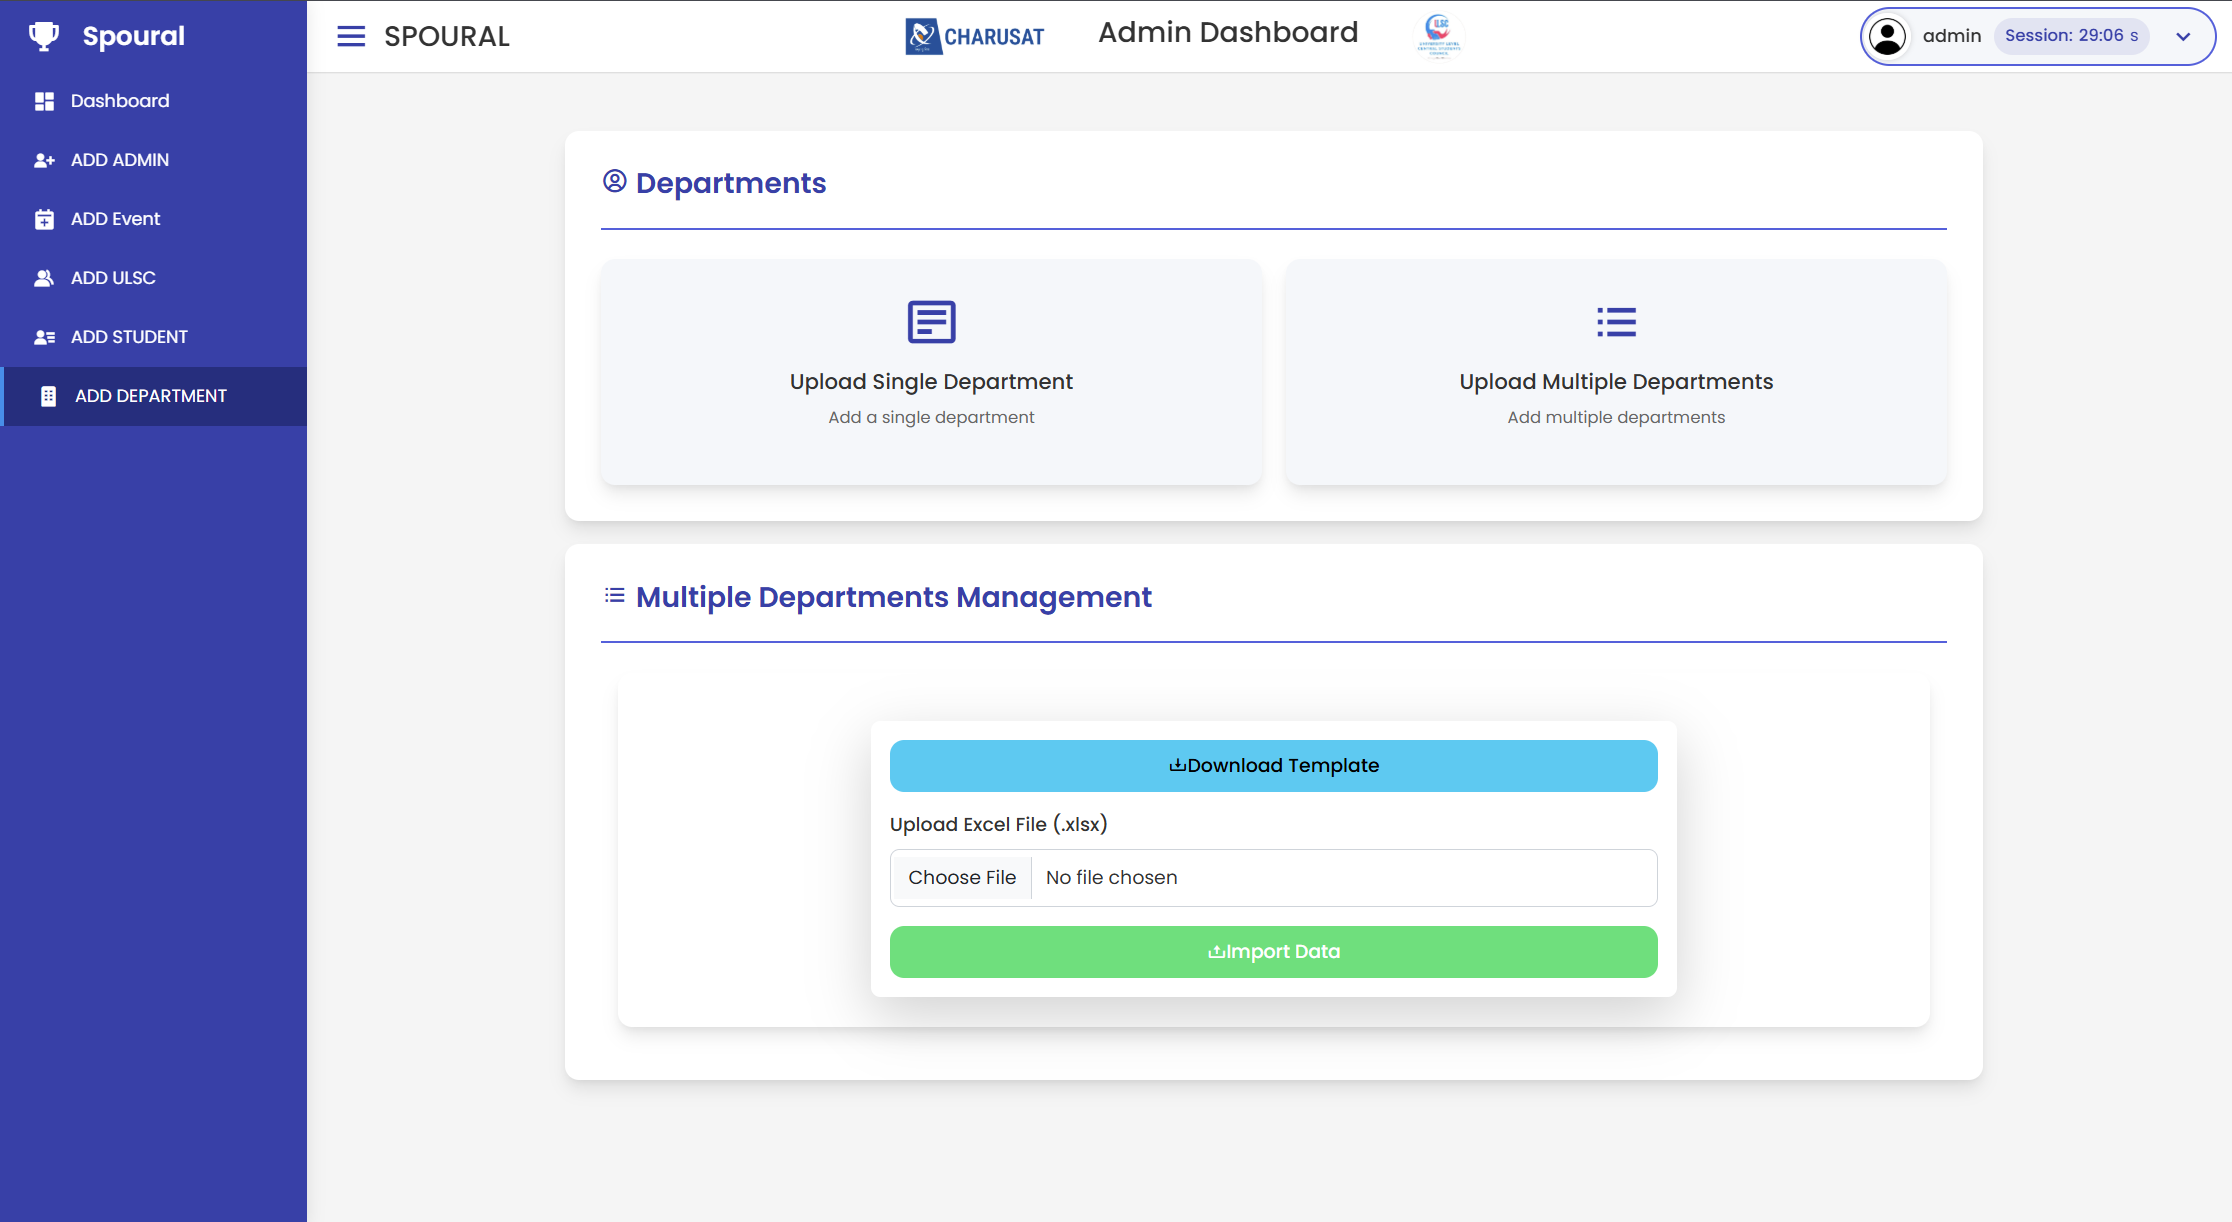 Spoural
Dashboard
ADD ADMIN
ADD Event
ADD ULSC
ADD STUDENT
ADD DEPARTMENT
SPOURAL
CHARUSAT
Admin Dashboard
ULSC
admin
Session: 29:06 s
Departments
Upload Single Department
Add a single department
Upload Multiple Departments
Add multiple departments
Multiple Departments Management
Download Template
Upload Excel File (.xlsx)
Choose File
No file chosen
Import Data